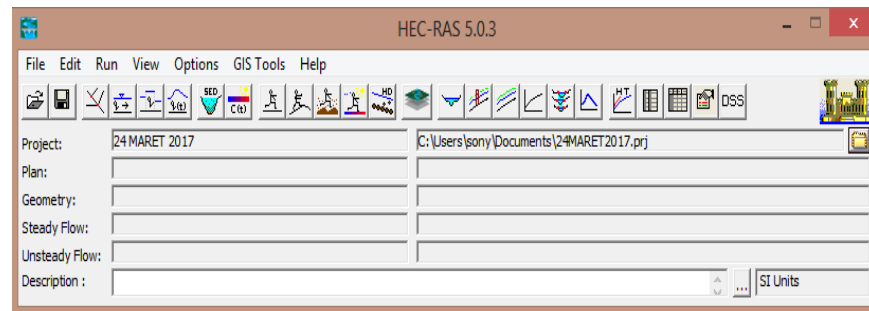 HEC-RAS 5.0.3
File Edit Run View Options GIS Tools Help
SED C(t) HD HT DSS
Project: 24 MARET 2017 C:\Users\sony\Documents\24MARET2017.prj
Plan:
Geometry:
Steady Flow:
Unsteady Flow:
Description : ... SI Units